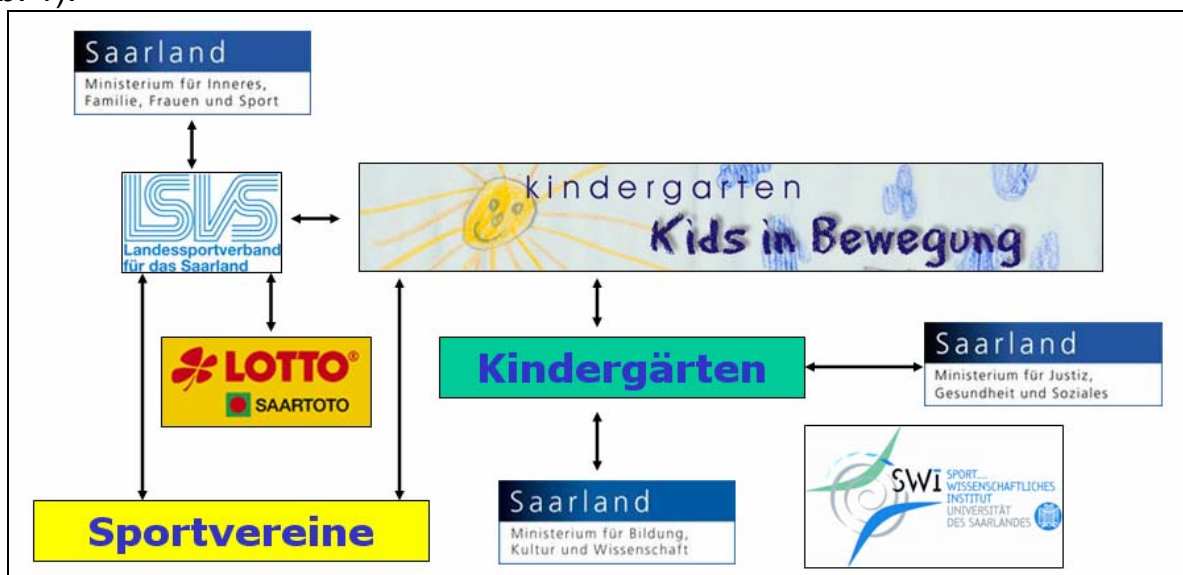 Saarland
Ministerium für Inneres,
Familie, Frauen und Sport
LSVS
Landessportverband
für das Saarland
kindergarten
Kids in Bewegung
LOTTO®
SAARTOTO
Kindergärten
Saarland
Ministerium für Justiz,
Gesundheit und Soziales
Sportvereine
Saarland
Ministerium für Bildung,
Kultur und Wissenschaft
SWI
SPORT....
WISSENSCHAFTLICHES
INSTITUT
UNIVERSITÄT
DES SAARLANDES